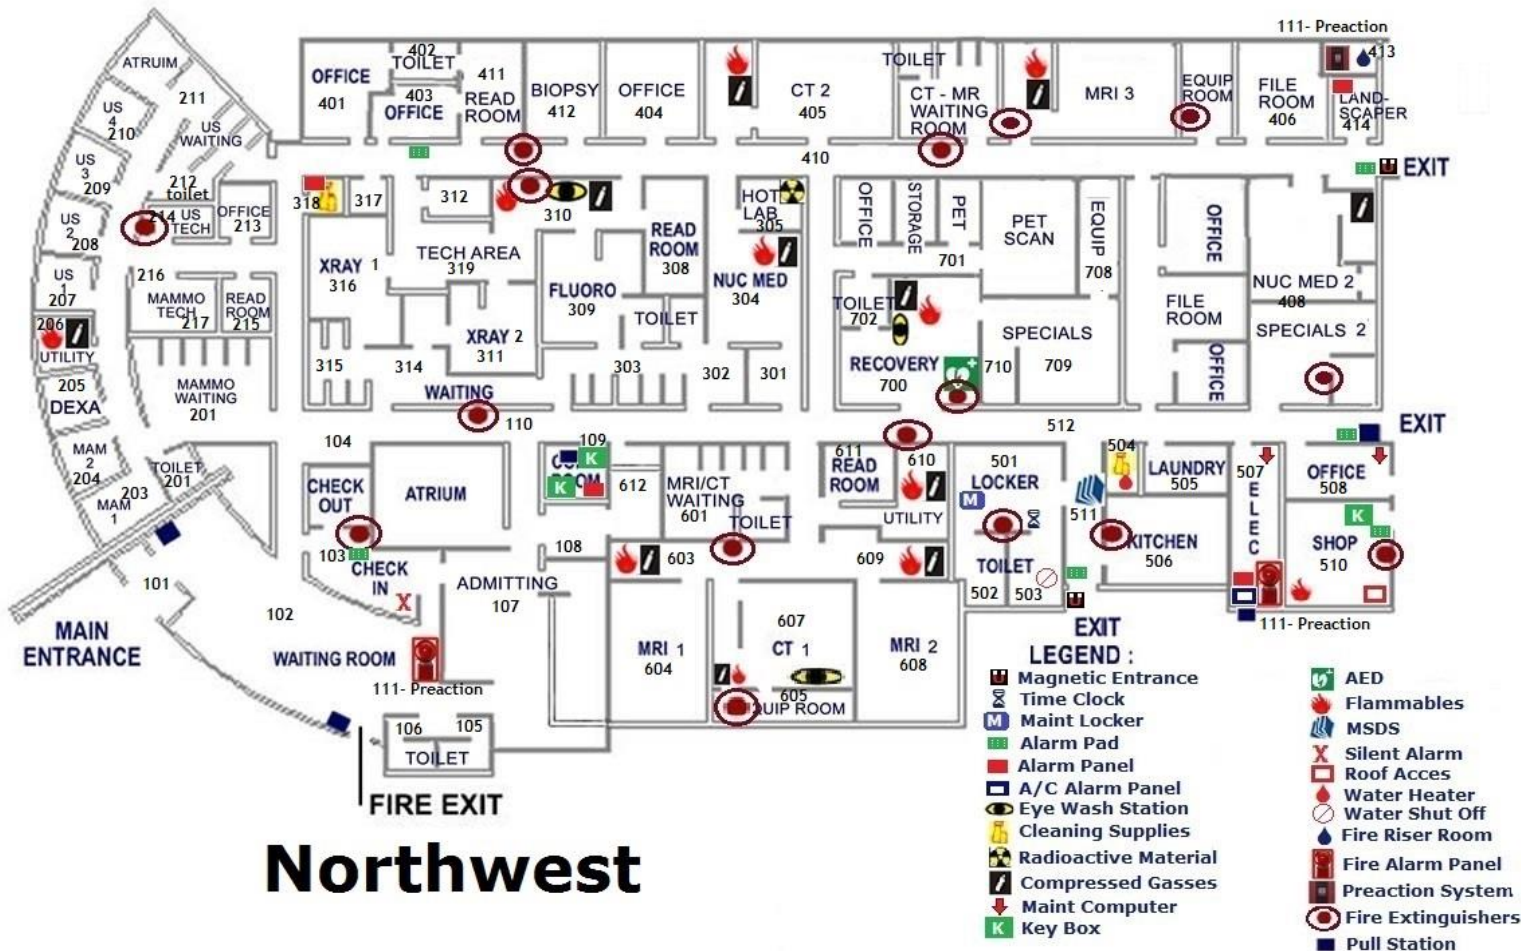 111- Preaction
ATRUIM
US
4
210
211
US
WAITING
US
3
209
212
toilet
214 US
TECH
OFFICE
213
US
2
208
216
US
1
207
MAMMO
TECH
217
READ
ROOM
215
206
UTILITY
205
DEXA
MAMMO
WAITING
201
MAM
2
204
TOILET
201
203
MAM
1
OFFICE
401
402
TOILET
403
OFFICE
411
READ
ROOM
BIOPSY
412
OFFICE
404
CT 2
405
TOILET
CT - MR
WAITING
ROOM
MRI 3
EQUIP
ROOM
FILE
ROOM
406
413
LAND-
SCAPER
414
410
EXIT
318
317
312
310
XRAY 1
316
TECH AREA
319
READ
ROOM
308
HOT
LAB
305
NUC MED
304
FLUORO
309
TOILET
XRAY 2
311
315
314
303
302
301
WAITING
110
OFFICE
STORAGE
PET
701
PET
SCAN
EQUIP
708
OFFICE
NUC MED 2
408
FILE
ROOM
SPECIALS 2
OFFICE
TOILET
702
SPECIALS
709
RECOVERY
700
710
512
EXIT
104
CHECK
OUT
ATRIUM
109
ROOM
612
MRI/CT
WAITING
601
TOILET
611
READ
ROOM
610
UTILITY
501
LOCKER
M
504
LAUNDRY
505
507
ELEC
OFFICE
508
K
K
K
511
KITCHEN
506
SHOP
510
103
CHECK
IN
X
108
603
609
TOILET
502
503
ADMITTING
107
101
102
MAIN
ENTRANCE
WAITING ROOM
111- Preaction
MRI 1
604
607
CT 1
605
UIP ROOM
MRI 2
608
111- Preaction
EXIT
106
105
TOILET
FIRE EXIT
Northwest
LEGEND :
Magnetic Entrance
Time Clock
M Maint Locker
Alarm Pad
Alarm Panel
A/C Alarm Panel
Eye Wash Station
Cleaning Supplies
Radioactive Material
Compressed Gasses
Maint Computer
K Key Box
AED
Flammables
MSDS
X Silent Alarm
Roof Acces
Water Heater
Water Shut Off
Fire Riser Room
Fire Alarm Panel
Preaction System
Fire Extinguishers
Pull Station